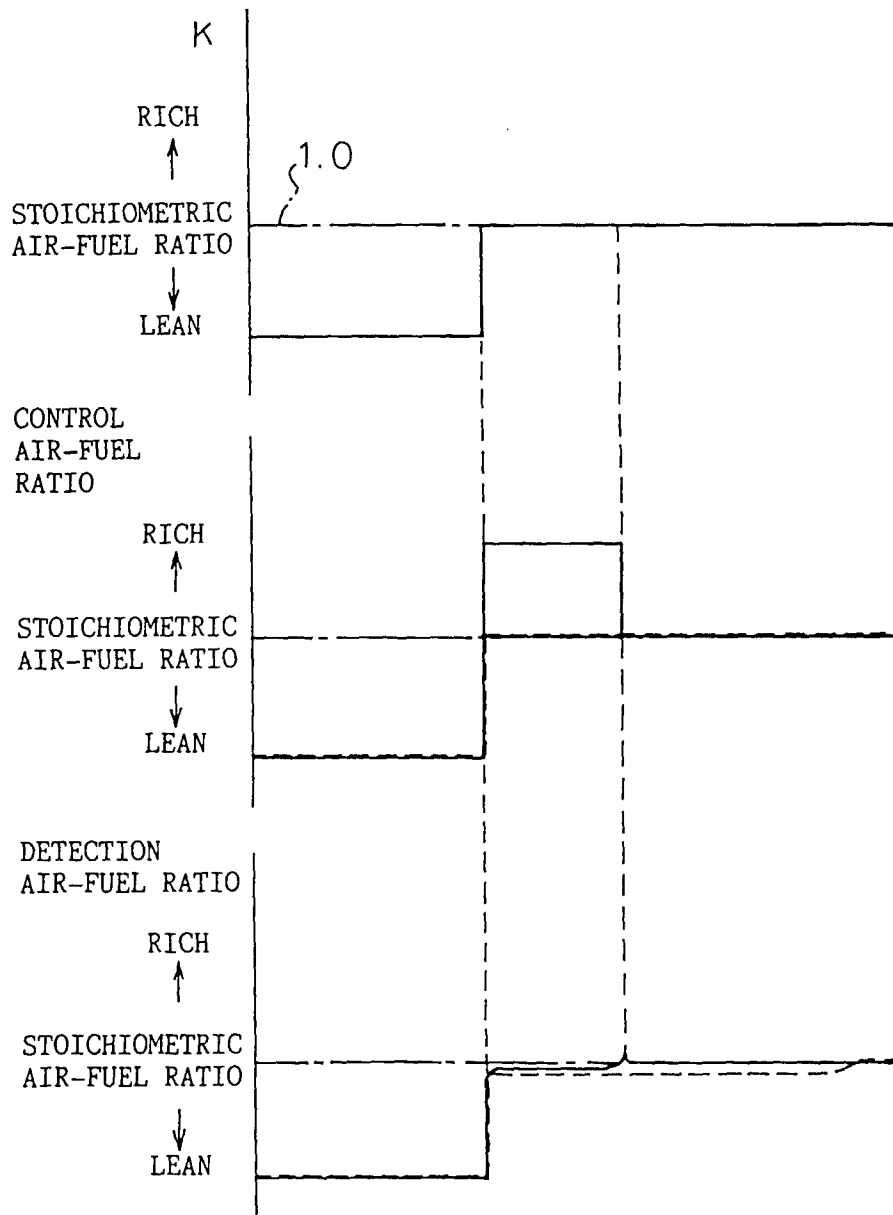 K
RICH
1.0
STOICHIOMETRIC
AIR-FUEL RATIO
LEAN
CONTROL
AIR-FUEL
RATIO
RICH
STOICHIOMETRIC
AIR-FUEL RATIO
LEAN
DETECTION
AIR-FUEL RATIO
RICH
STOICHIOMETRIC
AIR-FUEL RATIO
LEAN